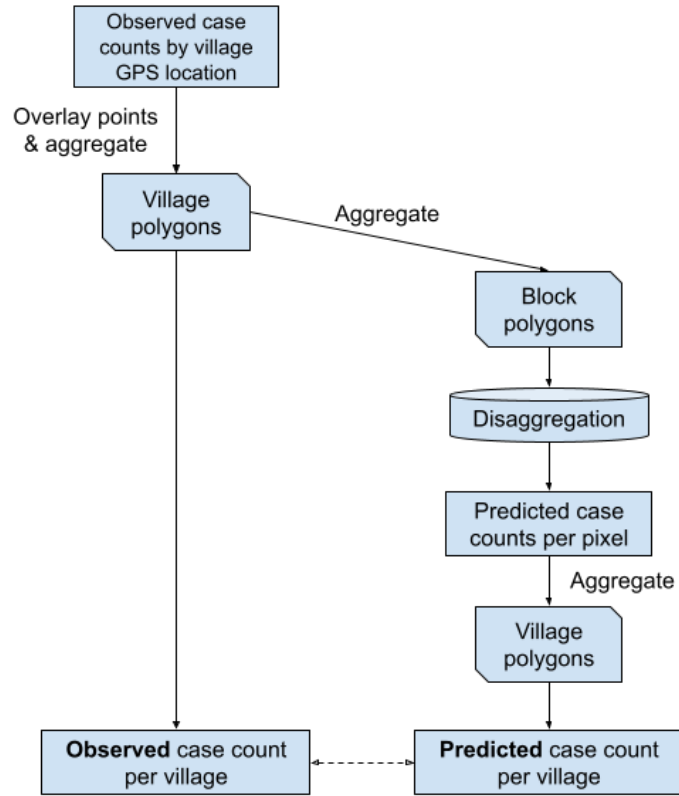 Observed case
counts by village
GPS location
Overlay points
& aggregate
Village
polygons
Aggregate
Block
polygons
Disaggregation
Predicted case
counts per pixel
Aggregate
Village
polygons
Observed case count
per village
Predicted case count
per village